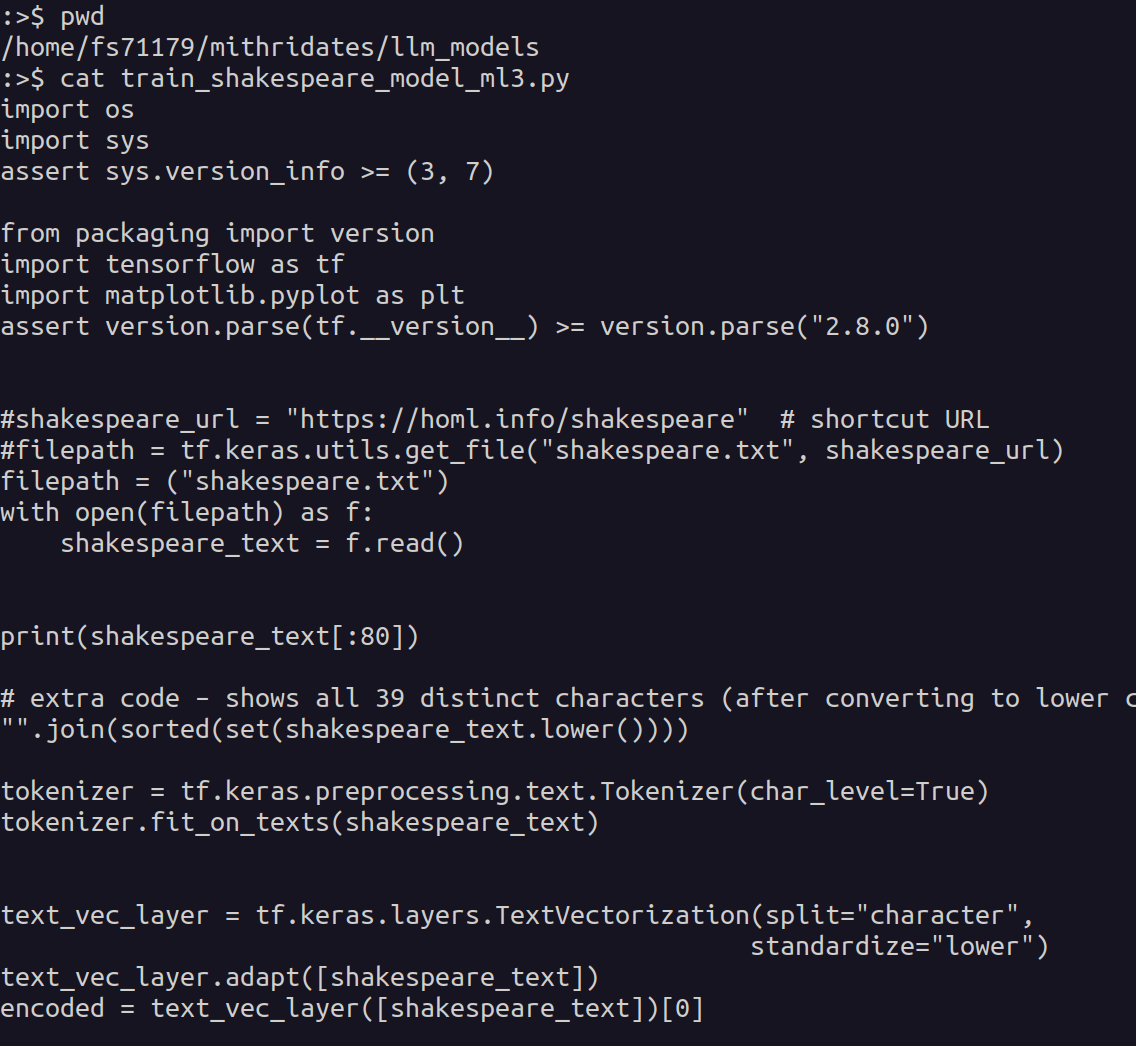 :>$ pwd
/home/fs71179/mithridates/llm_models
:>$ cat train_shakespeare_model_ml3.py
import os
import sys
assert sys.version_info >= (3, 7)
from packaging import version
import tensorflow as tf
import matplotlib.pyplot as plt
assert version.parse(tf.__version__) >= version.parse("2.8.0")
#shakespeare_url = "https://homl.info/shakespeare"  # shortcut URL
#filepath = tf.keras.utils.get_file("shakespeare.txt", shakespeare_url)
filepath = ("shakespeare.txt")
with open(filepath) as f:
    shakespeare_text = f.read()
print(shakespeare_text[:80])
# extra code – shows all 39 distinct characters (after converting to lower c
"".join(sorted(set(shakespeare_text.lower())))
tokenizer = tf.keras.preprocessing.text.Tokenizer(char_level=True)
tokenizer.fit_on_texts(shakespeare_text)
text_vec_layer = tf.keras.layers.TextVectorization(split="character",
                                                  standardize="lower")
text_vec_layer.adapt([shakespeare_text])
encoded = text_vec_layer([shakespeare_text])[0]